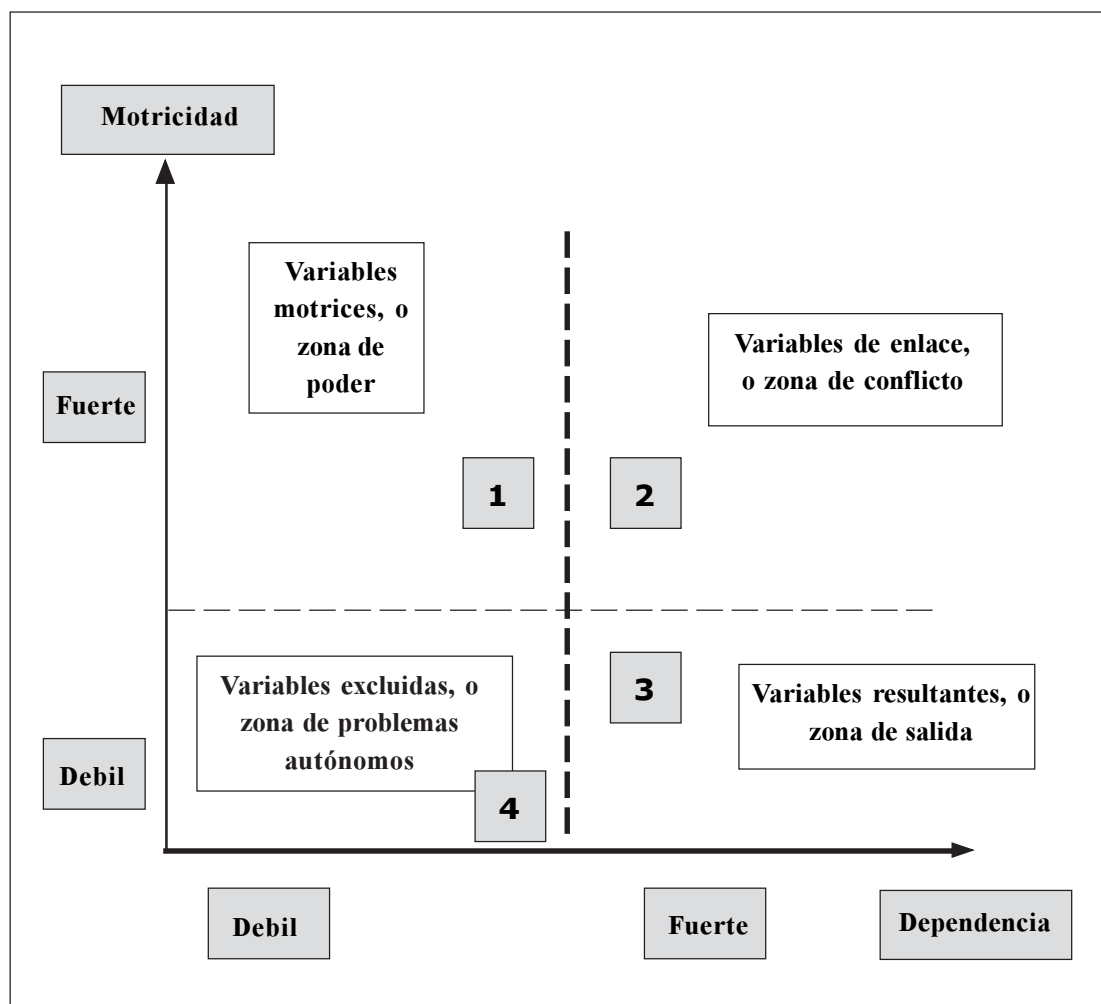 Motricidad
Variables
motrices, o
zona de
poder
Variables de enlace,
o zona de conflicto
Fuerte
1
2
Variables excluidas, o
zona de problemas
autónomos
3
Variables resultantes, o
zona de salida
Debil
4
Debil
Fuerte
Dependencia